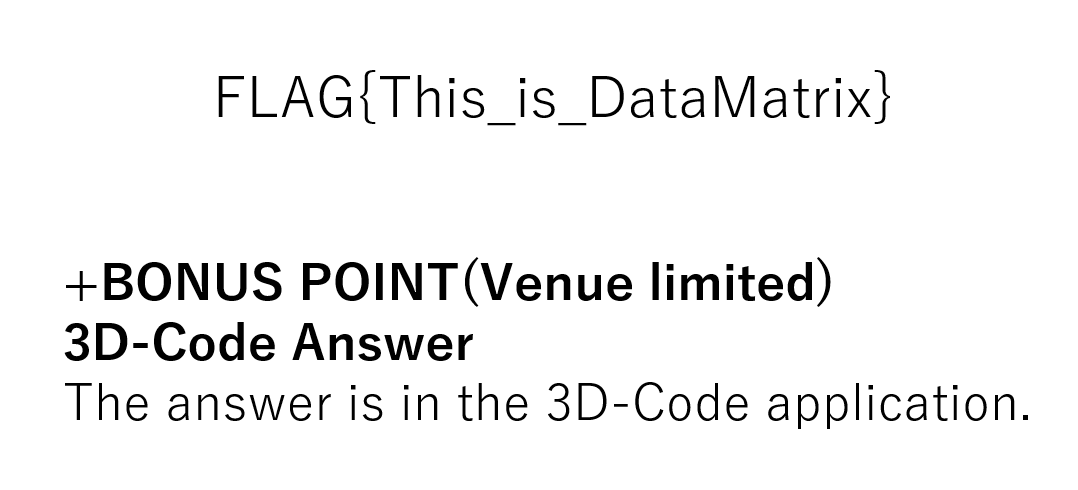 FLAG{This_is_DataMatrix}
+BONUS POINT(Venue limited)
3D-Code Answer
The answer is in the 3D-Code application.